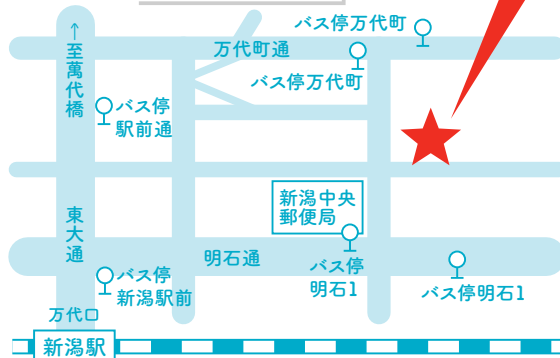 バス停万代町
万代町通
バス停万代町
↑至萬代橋
バス停
駅前通
新潟中央
郵便局
東大通
明石通
バス停
明石1
バス停明石1
バス停
新潟駅前
万代口
新潟駅